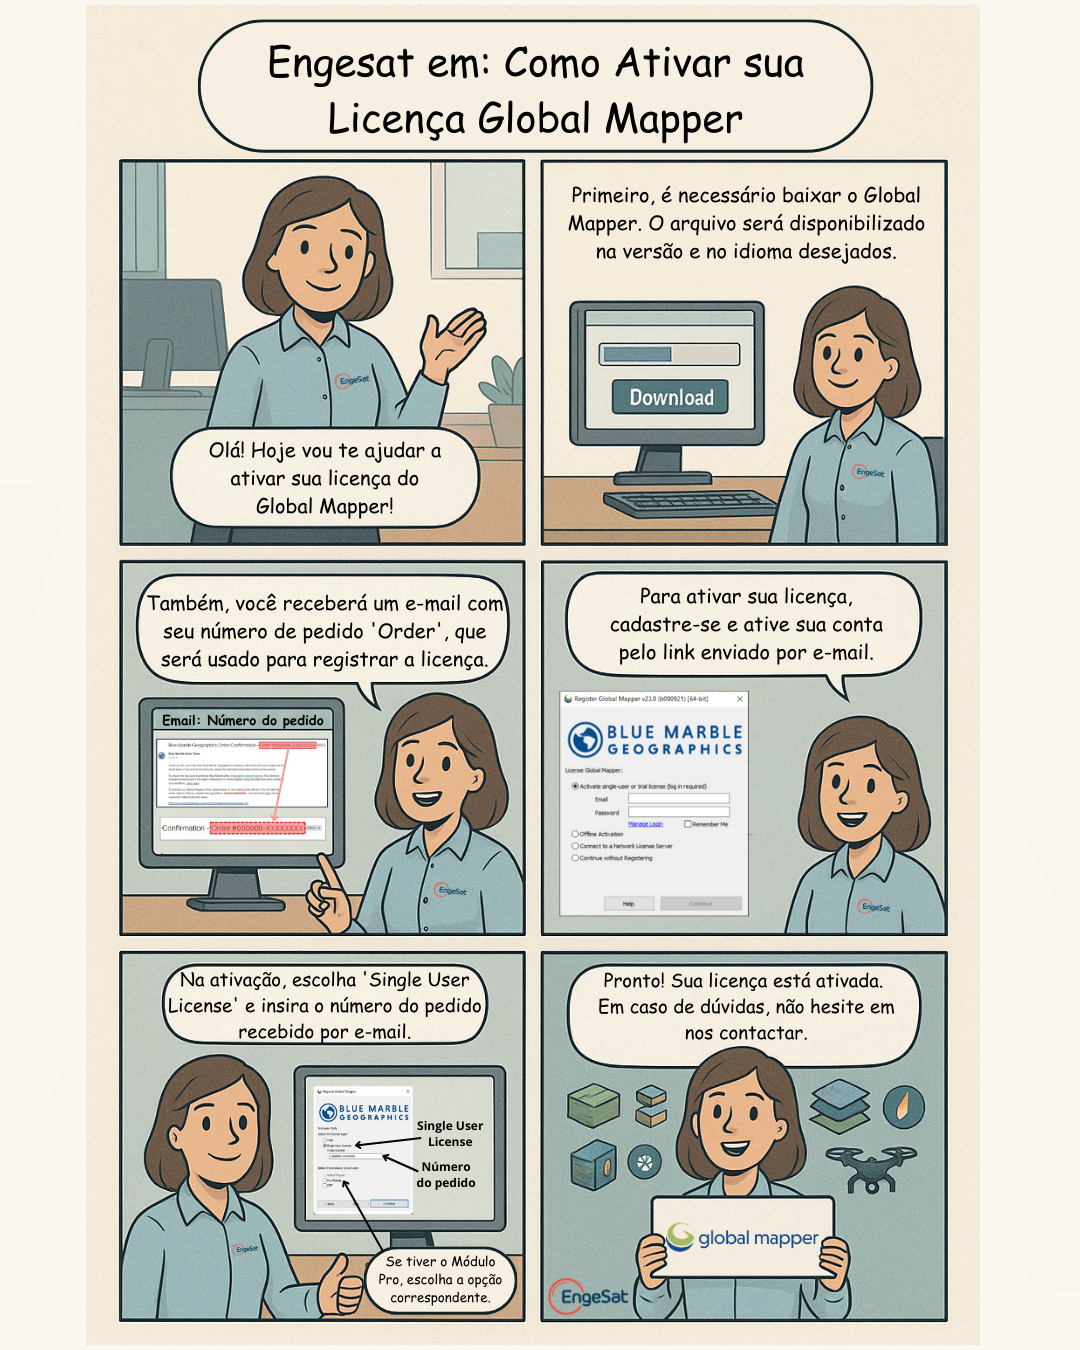 Engesat em: Como Ativar sua
Licença Global Mapper
EngeSat
Olá! Hoje vou te ajudar a
ativar sua licença do
Global Mapper!
Primeiro, é necessário baixar o Global
Mapper. O arquivo será disponibilizado
na versão e no idioma desejados.
Download
EngeSat
Também, você receberá um e-mail com
seu número de pedido 'Order', que
será usado para registrar a licença.
Email: Número do pedido
Blue Marble Geographics Order Confirmation -
Confirmation - Order #000000-XXXXXXXX
EngeSat
Para ativar sua licença,
cadastre-se e ative sua conta
pelo link enviado por e-mail.
Register Global Mapper v23.0 (b090921) [64-bit]
BLUE MARBLE
GEOGRAPHICS
License Global Mapper:
Activate single-user or trial license (log in required)
Email
Password
Manage Login Remember Me
Offline Activation
Connect to a Network License Server
Continue without Registering
Help Continue
EngeSat
Na ativação, escolha 'Single User
License' e insira o número do pedido
recebido por e-mail.
Register Global Mapper
BLUE MARBLE
GEOGRAPHICS
Single User
License
Número
do pedido
EngeSat
Se tiver o Módulo
Pro, escolha a opção
correspondente.
Pronto! Sua licença está ativada.
Em caso de dúvidas, não hesite em
nos contactar.
global mapper
EngeSat